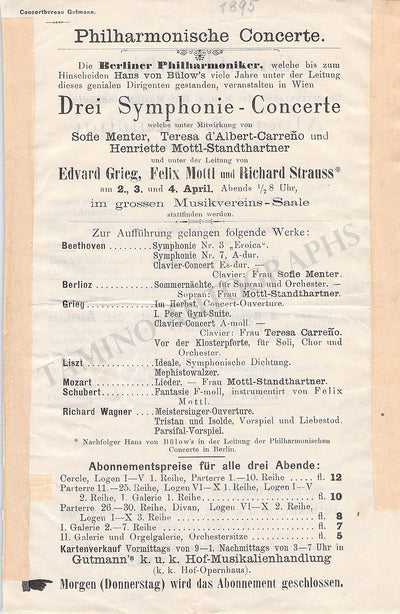 Concertbureau Gutmann.
1895
Philharmonische Concerte.
Die Berliner Philharmoniker, welche bis zum
Hinscheiden Hans von Bülow's viele Jahre unter der Leitung
dieses genialen Dirigenten gestanden, veranstalten in Wien
Drei Symphonie-Concerte
welche unter Mitwirkung von
Sofie Menter, Teresa d'Albert-Carreño und
Henriette Mottl-Standthartner
und unter der Leitung von
Edvard Grieg, Felix Mottl und Richard Strauss*
am 2., 3. und 4. April, Abends ½8 Uhr,
im grossen Musikvereins-Saale
stattfinden werden.
Zur Aufführung gelangen folgende Werke:
Beethoven .......... Symphonie Nr. 3 „Eroica".
Symphonie Nr. 7, A-dur.
Clavier-Concert Es-dur. —
Clavier: Frau Sofie Menter.
Berlioz .......... Sommernächte, für Sopran und Orchester. —
Sopran: Frau Mottl-Standthartner.
Grieg .......... Im Herbst, Concert-Ouverture.
I. Peer Gynt-Suite.
Clavier-Concert A-moll. —
Clavier: Frau Teresa Carreño.
Vor der Klosterpforte, für Soli, Chor und
Orchester.
Liszt .......... Ideale, Symphonische Dichtung.
Mephistowalzer.
Mozart .......... Lieder, — Frau Mottl-Standthartner.
Schubert .......... Fantasie F-moll, instrumentirt von Felix
Mottl.
Richard Wagner .... Meistersinger-Ouverture.
Tristan und Isolde, Vorspiel und Liebestod.
Parsifal-Vorspiel.
* Nachfolger Hans von Bülow's in der Leitung der Philharmonischen
Concerte in Berlin.
Abonnementspreise für alle drei Abende:
Cercle, Logen I—V 1. Reihe, Parterre 1.—10. Reihe ..... fl. 12
Parterre 11.—25. Reihe, Logen VI—X 1. Reihe, Logen I—V
2. Reihe, I. Galerie 1. Reihe .......... fl. 10
Parterre 26.—30. Reihe, Divan, Logen VI—X 2. Reihe,
Logen I—X 3. Reihe .......... fl. 8
I. Galerie 2.—7. Reihe .......... fl. 7
II. Galerie und Orgelgalerie, Orchestersitze .......... fl. 5
Kartenverkauf Vormittags von 9—1, Nachmittags von 3—7 Uhr in
Gutmann's k. u. k. Hof-Musikalienhandlung
(k. k. Hof-Opernhaus).
Morgen (Donnerstag) wird das Abonnement geschlossen.
TAMINO AUTOGRAPHS